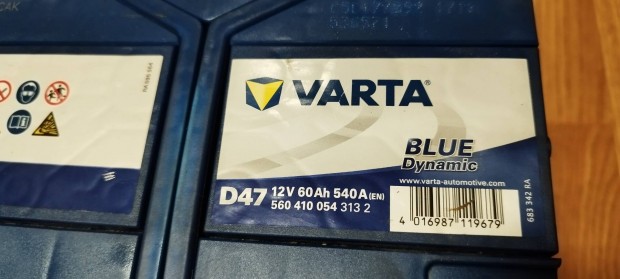 VARTA®
BLUE
Dynamic
www.varta-automotive.com
D47 12V 60Ah 540A(EN)
560 410 054 313 2
4 016987 119679
683 342 RA